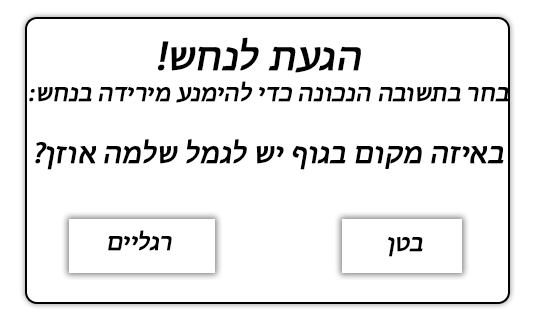 הגעת לנחש!
בחר בתשובה הנכונה כדי להימנע מירידה בנחש:
באיזה מקום בגוף יש לגמל שלמה אוזן?
בטן
רגליים